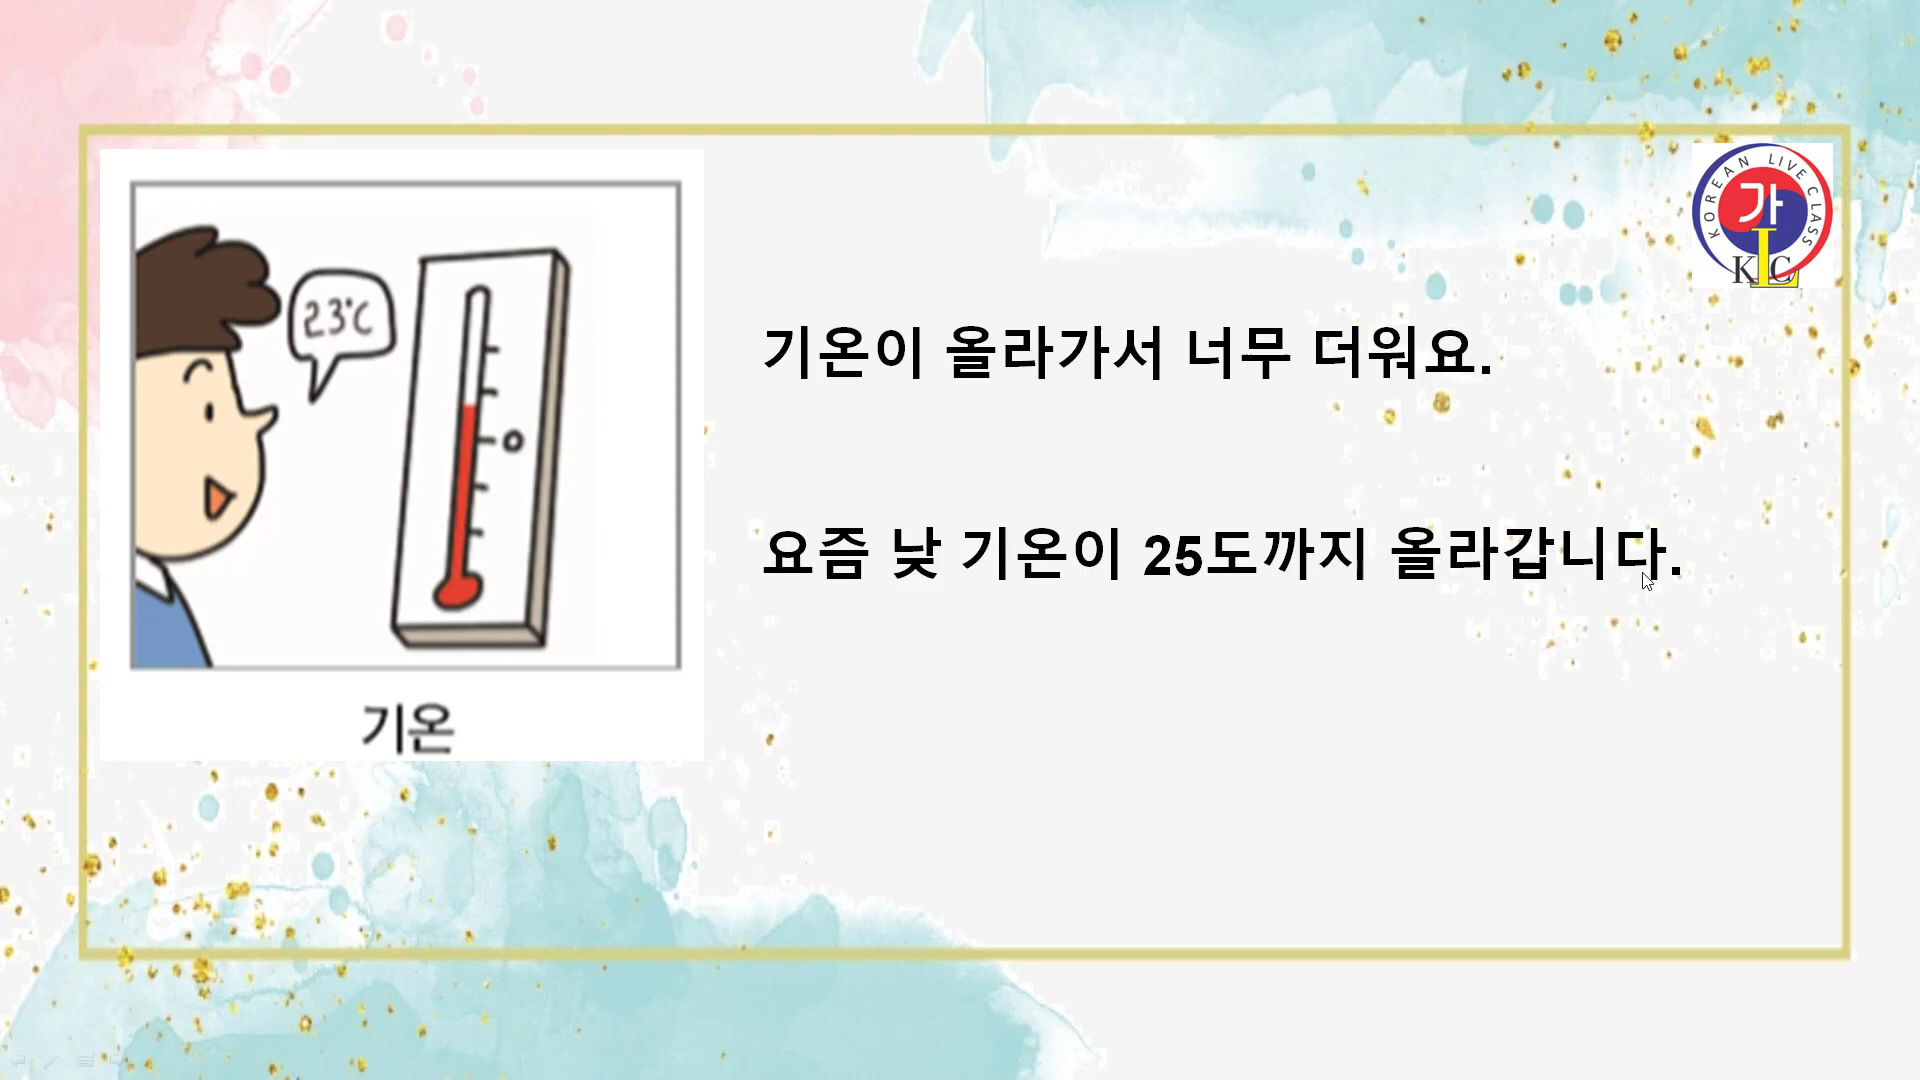 KOREAN LIVE CLASS
가
KLC
23°C
기온이 올라가서 너무 더워요.
요즘 낮 기온이 25도까지 올라갑니다.
기온